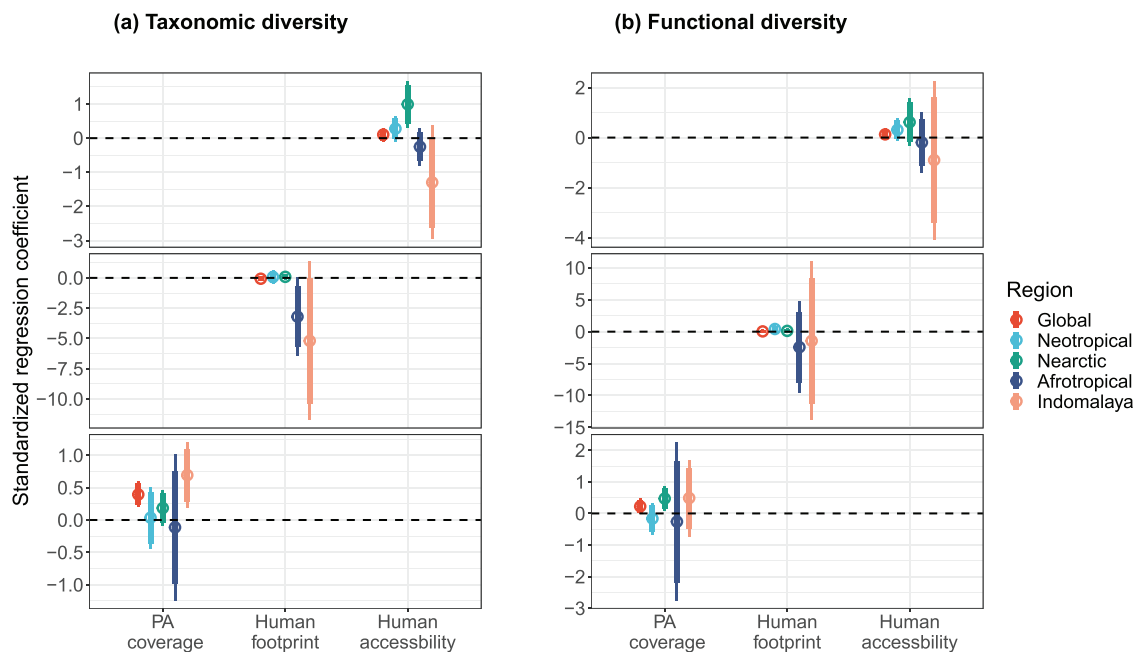 (a) Taxonomic diversity
(b) Functional diversity
Standardized regression coefficient
1
0
−1
−2
−3
0.0
−2.5
−5.0
−7.5
−10.0
1.0
0.5
0.0
−0.5
−1.0
PA
coverage
Human
footprint
Human
accessbility
2
0
−2
−4
10
5
0
−5
−10
−15
2
1
0
−1
−2
−3
PA
coverage
Human
footprint
Human
accessbility
Region
Global
Neotropical
Nearctic
Afrotropical
Indomalaya